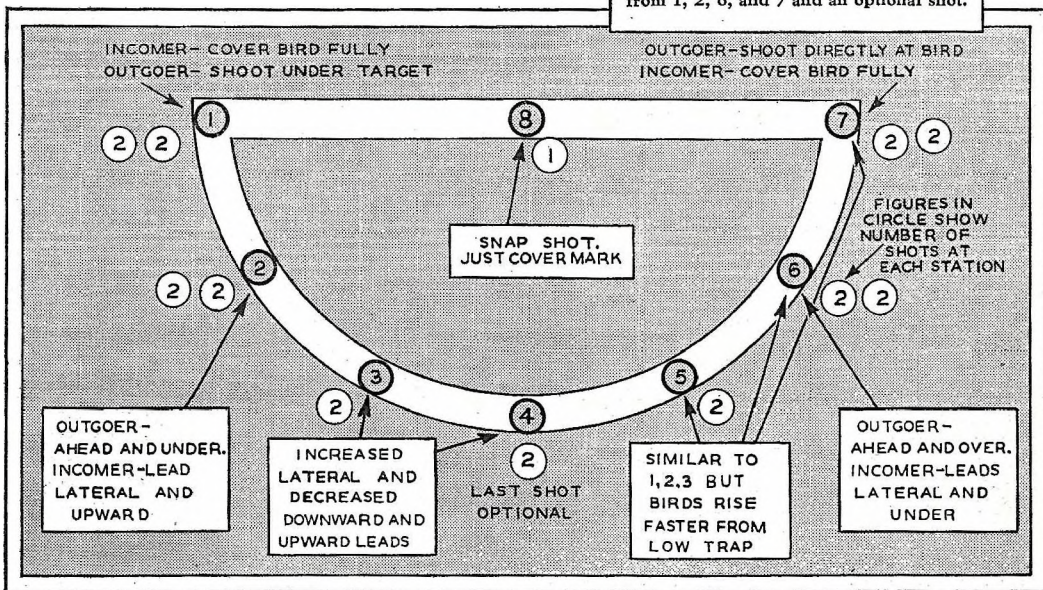 from 1, 2, 6, and 7 and an optional shot.
INCOMER- COVER BIRD FULLY
OUTGOER- SHOOT UNDER TARGET
OUTGOER-SHOOT DIRECTLY AT BIRD
INCOMER-COVER BIRD FULLY
1
8
7
2 2
1
2 2
SNAP SHOT.
JUST COVER MARK
FIGURES IN
CIRCLE SHOW
NUMBER OF
SHOTS AT
EACH STATION
2
6
2 2
2 2
3
5
4
2
2
2
LAST SHOT
OPTIONAL
OUTGOER-
AHEAD AND UNDER.
INCOMER-LEAD
LATERAL AND
UPWARD
INCREASED
LATERAL AND
DECREASED
DOWNWARD AND
UPWARD LEADS
SIMILAR TO
1,2,3 BUT
BIRDS RISE
FASTER FROM
LOW TRAP
OUTGOER-
AHEAD AND OVER.
INCOMER-LEADS
LATERAL AND
UNDER